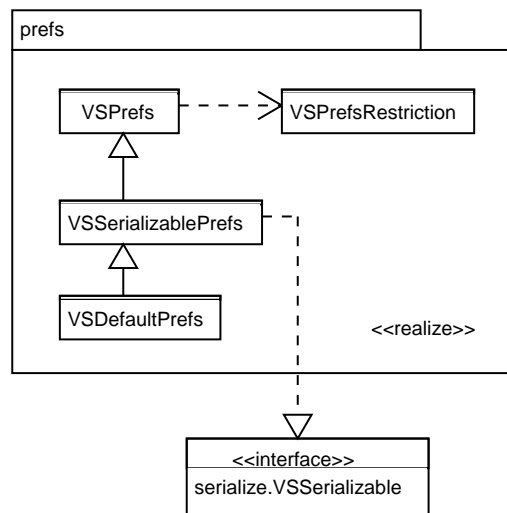 prefs
VSPrefs
VSPrefsRestriction
VSSerializablePrefs
VSDefaultPrefs
<<realize>>
<<interface>>
serialize.VSSerializable